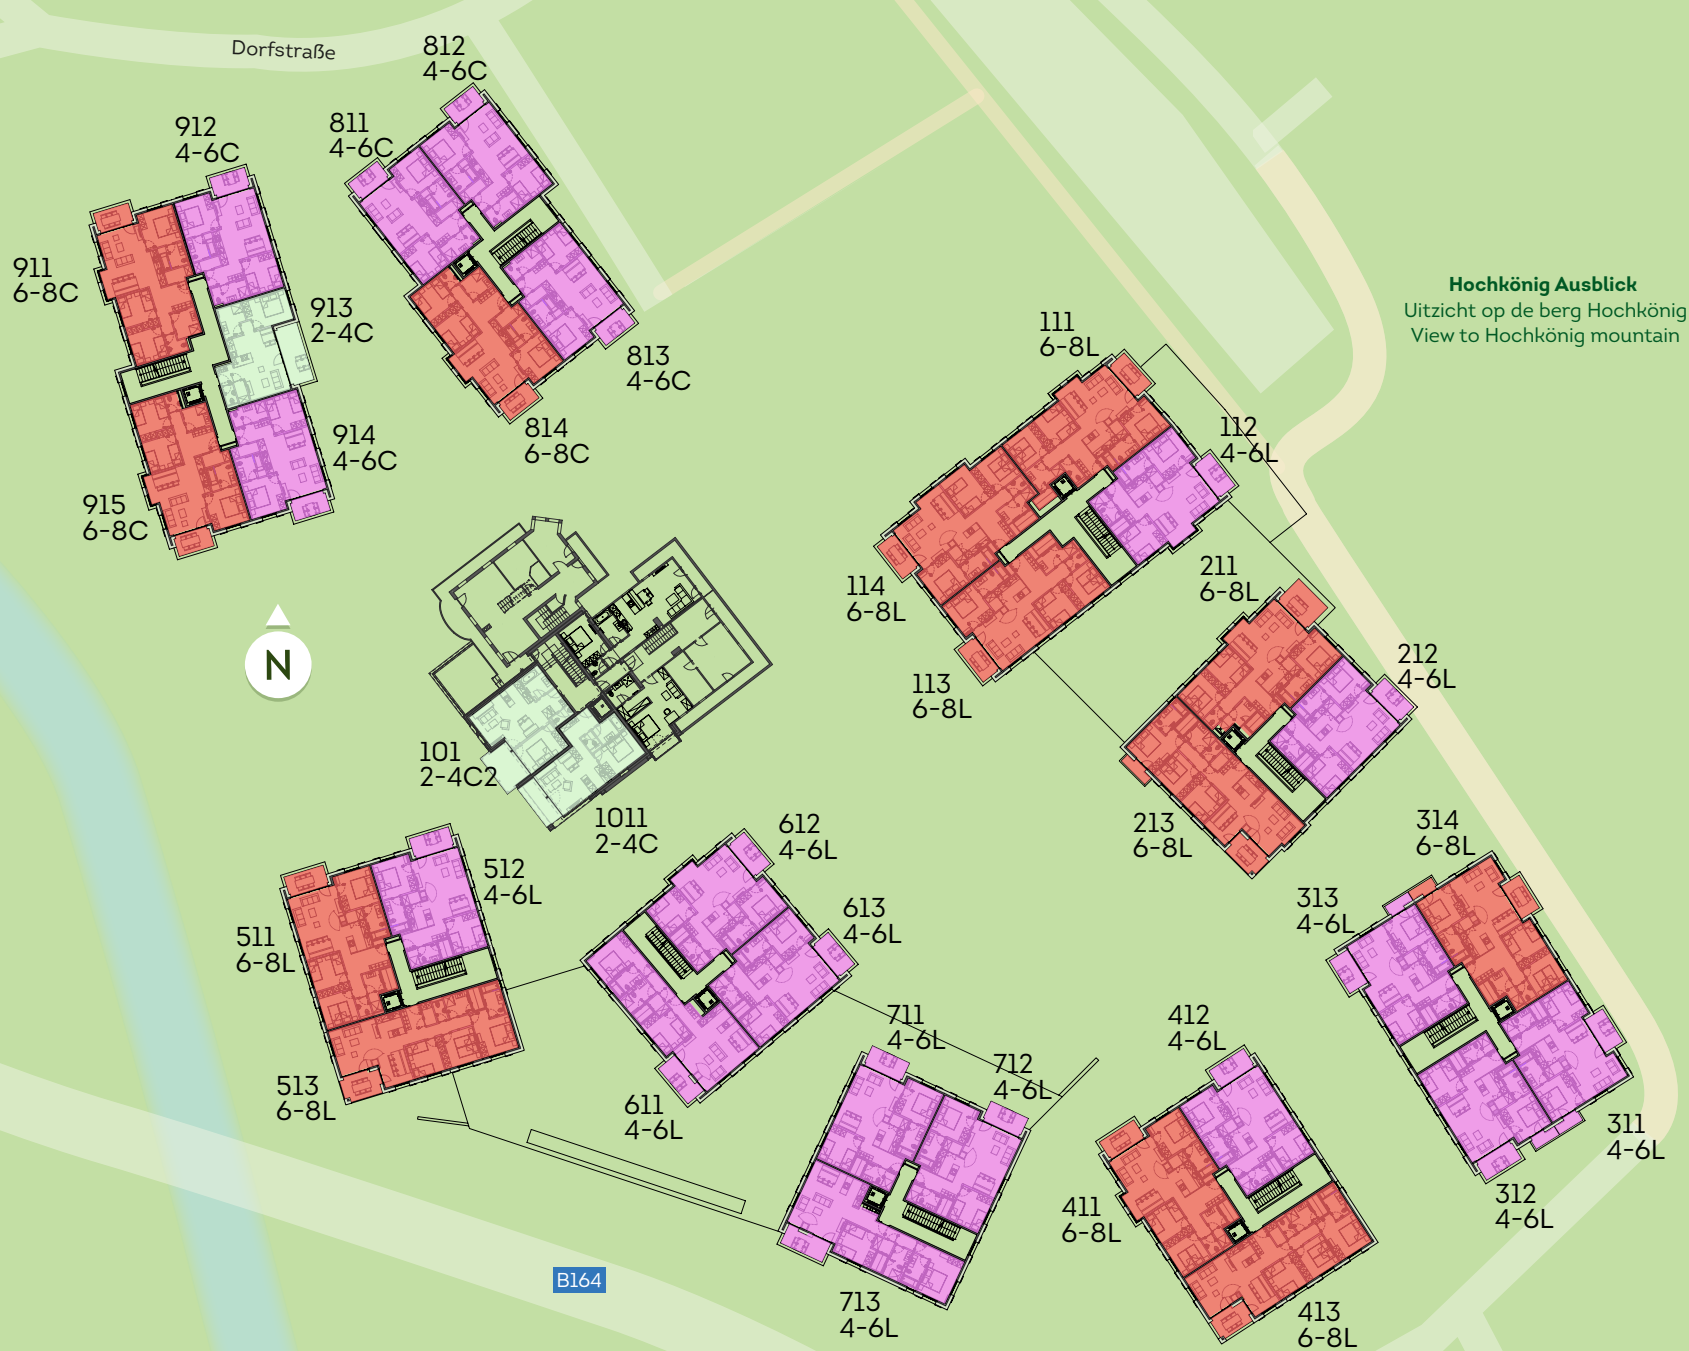 Dorfstraße
812
4-6C
811
4-6C
912
4-6C
911
6-8C
913
2-4C
813
4-6C
814
6-8C
914
4-6C
915
6-8C
Hochkönig Ausblick
Uitzicht op de berg Hochkönig
View to Hochkönig mountain
111
6-8L
112
4-6L
114
6-8L
113
6-8L
211
6-8L
212
4-6L
213
6-8L
N
101
2-4C2
1011
2-4C
512
4-6L
511
6-8L
513
6-8L
612
4-6L
613
4-6L
611
4-6L
711
4-6L
712
4-6L
713
4-6L
314
6-8L
313
4-6L
311
4-6L
312
4-6L
412
4-6L
411
6-8L
413
6-8L
B164